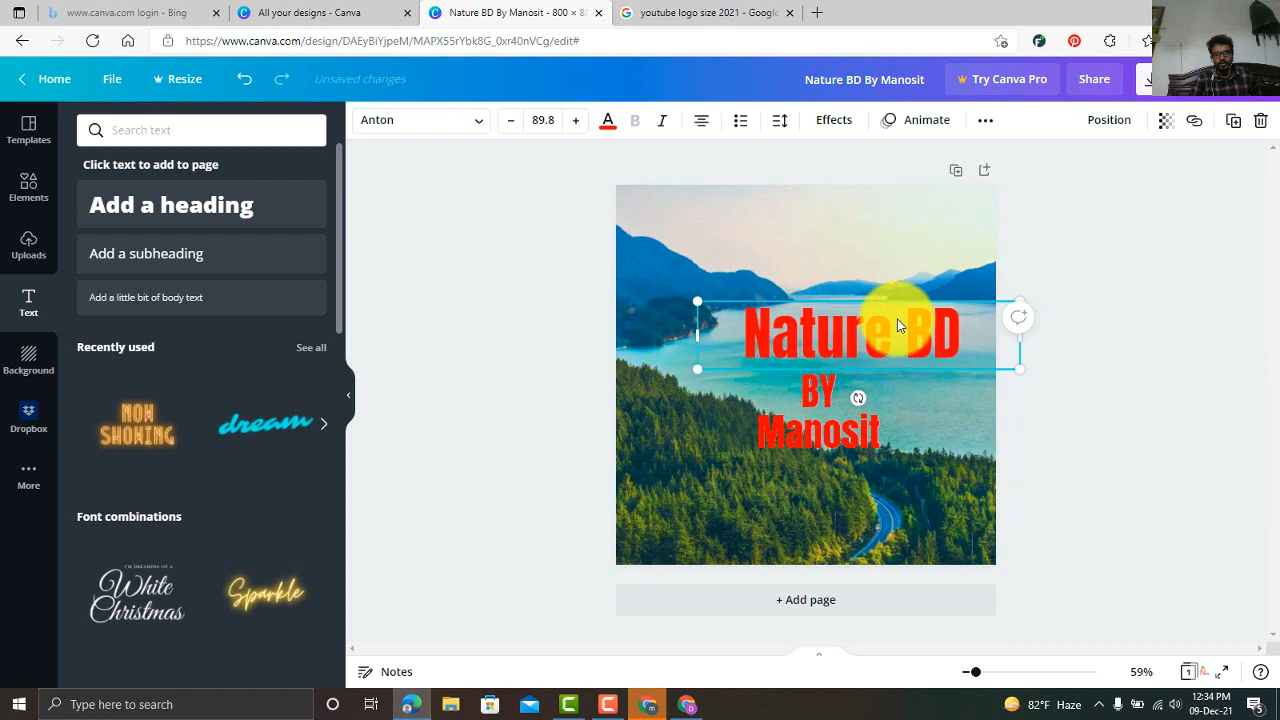 www.canva.com login - Bing
All your designs - Canva
Nature BD By Manosit - 800 × 8
youtube logo size 2021 - Google
https://www.canva.com/design/DAEyBiYjpeM/MAPX55rYbk8G_0xr40nVCg/edit#
Home
File
Resize
Unsaved changes
Nature BD By Manosit
Try Canva Pro
Share
Anton
89.8
A
B
I
Effects
Animate
Position
Templates
Elements
Uploads
Text
Background
Dropbox
More
Search text
Click text to add to page
Add a heading
Add a subheading
Add a little bit of body text
Recently used
See all
NOW
SHOWING
dream
Font combinations
I'M DREAMING OF A
White
Christmas
Sparkle
Nature BD
BY
Manosit
+ Add page
Notes
59%
1
Type here to search
82°F Haze
12:34 PM
09-Dec-21